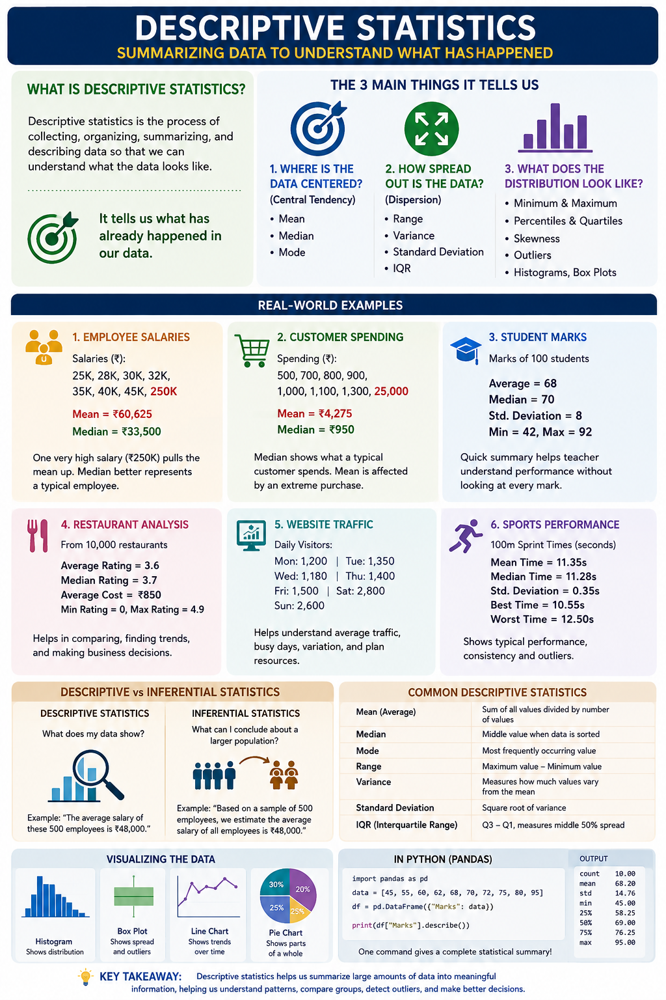 DESCRIPTIVE STATISTICS
SUMMARIZING DATA TO UNDERSTAND WHAT HAS HAPPENED
WHAT IS DESCRIPTIVE STATISTICS?
Descriptive statistics is the process of
collecting, organizing, summarizing, and
describing data so that we can
understand what the data looks like.
It tells us what has
already happened in
our data.
THE 3 MAIN THINGS IT TELLS US
1. WHERE IS THE
DATA CENTERED?
(Central Tendency)
• Mean
• Median
• Mode
2. HOW SPREAD
OUT IS THE DATA?
(Dispersion)
• Range
• Variance
• Standard Deviation
• IQR
3. WHAT DOES THE
DISTRIBUTION LOOK LIKE?
• Minimum & Maximum
• Percentiles & Quartiles
• Skewness
• Outliers
• Histograms, Box Plots
REAL-WORLD EXAMPLES
1. EMPLOYEE SALARIES
Salaries (₹):
25K, 28K, 30K, 32K,
35K, 40K, 45K, 250K
Mean = ₹60,625
Median = ₹33,500
One very high salary (₹250K) pulls the
mean up. Median better represents
a typical employee.
2. CUSTOMER SPENDING
Spending (₹):
500, 700, 800, 900,
1,000, 1,100, 1,300, 25,000
Mean = ₹4,275
Median = ₹950
Median shows what a typical
customer spends. Mean is affected
by an extreme purchase.
3. STUDENT MARKS
Marks of 100 students
Average = 68
Median = 70
Std. Deviation = 8
Min = 42, Max = 92
Quick summary helps teacher
understand performance without
looking at every mark.
4. RESTAURANT ANALYSIS
From 10,000 restaurants
Average Rating = 3.6
Median Rating = 3.7
Average Cost = ₹850
Min Rating = 0, Max Rating = 4.9
Helps in comparing, finding trends,
and making business decisions.
5. WEBSITE TRAFFIC
Daily Visitors:
Mon: 1,200 | Tue: 1,350
Wed: 1,180 | Thu: 1,400
Fri: 1,500 | Sat: 2,800
Sun: 2,600
Helps understand average traffic,
busy days, variation, and plan
resources.
6. SPORTS PERFORMANCE
100m Sprint Times (seconds)
Mean Time = 11.35s
Median Time = 11.28s
Std. Deviation = 0.35s
Best Time = 10.55s
Worst Time = 12.50s
Shows typical performance,
consistency and outliers.
DESCRIPTIVE vs INFERENTIAL STATISTICS
DESCRIPTIVE STATISTICS
What does my data show?
Example: “The average salary of
these 500 employees is ₹48,000.”
INFERENTIAL STATISTICS
What can I conclude about a
larger population?
Example: “Based on a sample of 500
employees, we estimate the average
salary of all employees is ₹48,000.”
COMMON DESCRIPTIVE STATISTICS
Mean (Average) Sum of all values divided by number
of values
Median Middle value when data is sorted
Mode Most frequently occurring value
Range Maximum value – Minimum value
Variance Measures how much values vary
from the mean
Standard Deviation Square root of variance
IQR (Interquartile Range) Q3 – Q1, measures middle 50% spread
VISUALIZING THE DATA
Histogram
Shows distribution
Box Plot
Shows spread
and outliers
Line Chart
Shows trends
over time
30%
20%
25%
25%
Pie Chart
Shows parts
of a whole
IN PYTHON (PANDAS)
import pandas as pd
data = [45, 55, 60, 62, 68, 70, 72, 75, 80, 95]
df = pd.DataFrame({"Marks": data})
print(df["Marks"].describe())
One command gives a complete statistical summary!
OUTPUT
count 10.00
mean 68.20
std 14.76
min 45.00
25% 58.25
50% 69.00
75% 76.25
max 95.00
KEY TAKEAWAY: Descriptive statistics helps us summarize large amounts of data into meaningful
information, helping us understand patterns, compare groups, detect outliers, and make better decisions.